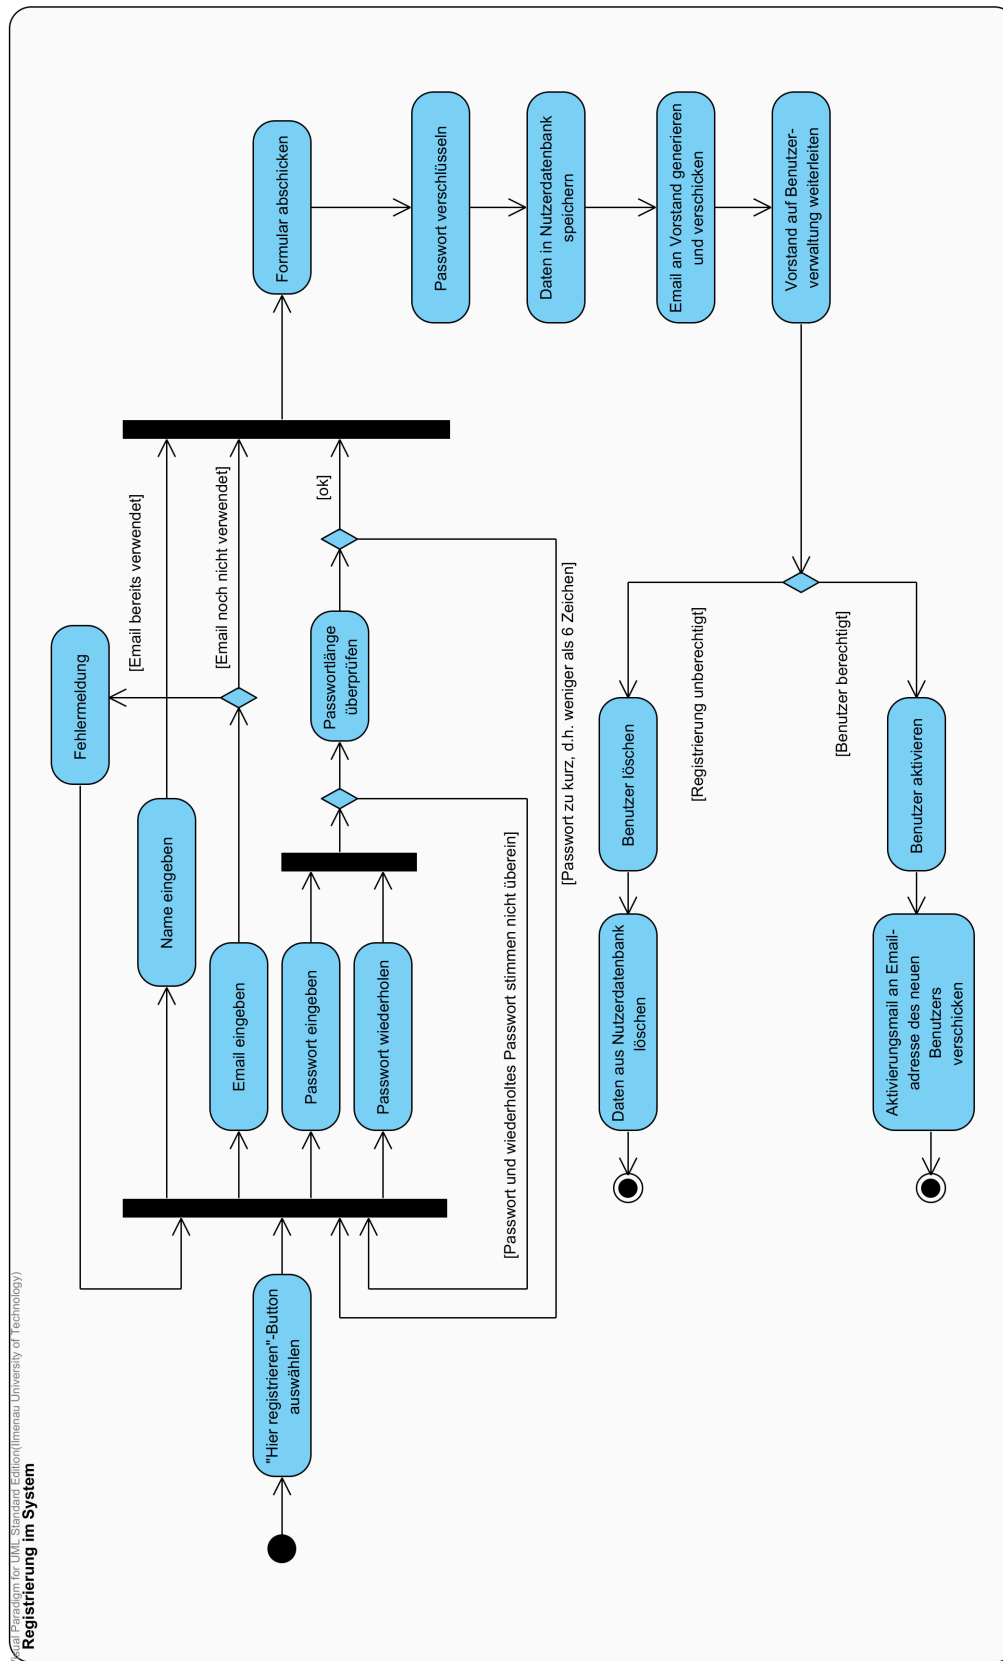 Visual Paradigm for UML Standard Edition(Ilmenau University of Technology)
Registrierung im System
"Hier registrieren"-Button
auswählen
Fehlermeldung
[Email bereits verwendet]
Name eingeben
[Email noch nicht verwendet]
Email eingeben
Passwort eingeben
Passwort wiederholen
Passwortlänge
überprüfen
[ok]
[Passwort und wiederholtes Passwort stimmen nicht überein]
[Passwort zu kurz, d.h. weniger als 6 Zeichen]
Formular abschicken
Passwort verschlüsseln
Daten in Nutzerdatenbank
speichern
Email an Vorstand generieren
und verschicken
Vorstand auf Benutzer-
verwaltung weiterleiten
[Registrierung unberechtigt]
Benutzer löschen
Daten aus Nutzerdatenbank
löschen
[Benutzer berechtigt]
Benutzer aktivieren
Aktivierungsmail an Email-
adresse des neuen
Benutzers
verschicken